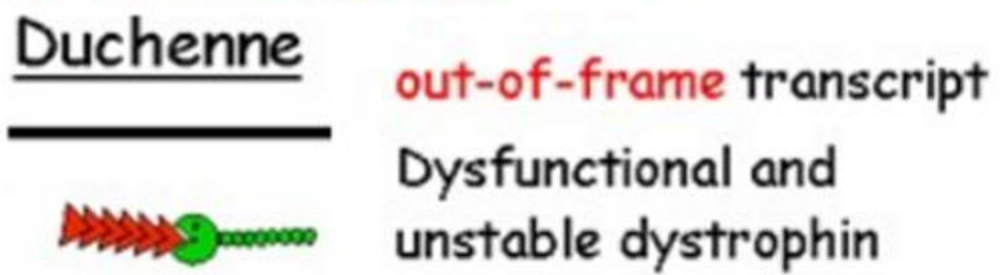 Duchenne
out-of-frame transcript
Dysfunctional and
unstable dystrophin